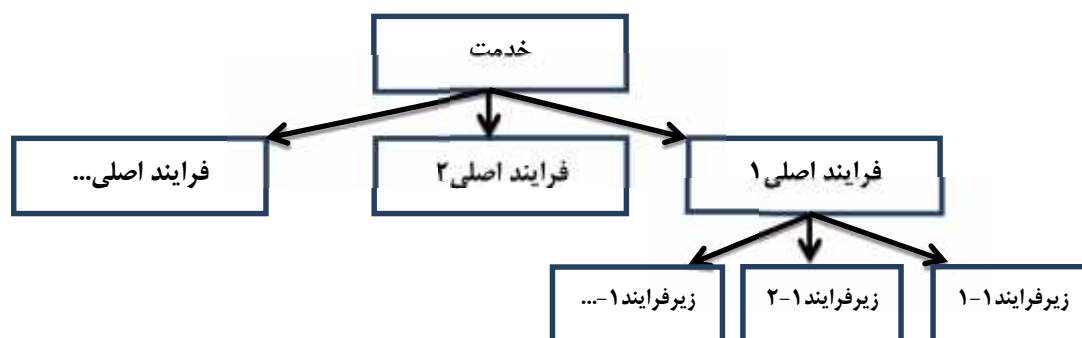 خدمت
فرایند اصلی۱
فرایند اصلی۲
فرایند اصلی...
زیرفرایند۱-۱
زیرفرایند۱-۲
زیرفرایند۱-...